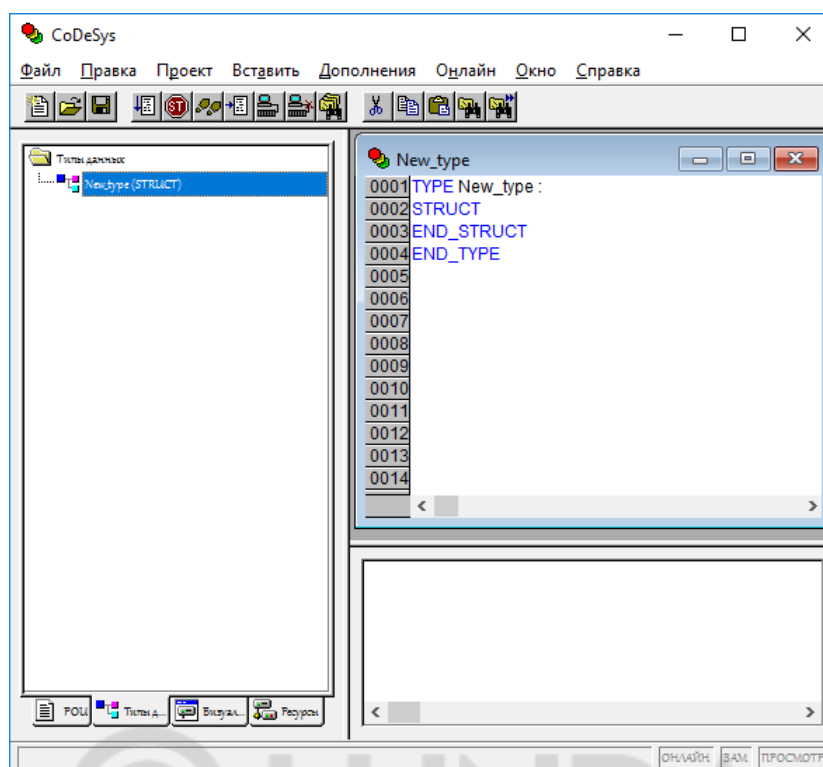 CoDeSys
Файл Правка Проект Вставить Дополнения Онлайн Окно Справка
ST
Типы данных
New_type (STRUCT)
New_type
0001 TYPE New_type :
0002 STRUCT
0003 END_STRUCT
0004 END_TYPE
0005
0006
0007
0008
0009
0010
0011
0012
0013
0014
POU Типы д... Визуал... Ресурсы
ОНЛАЙН ЗАМ ПРОСМОТР